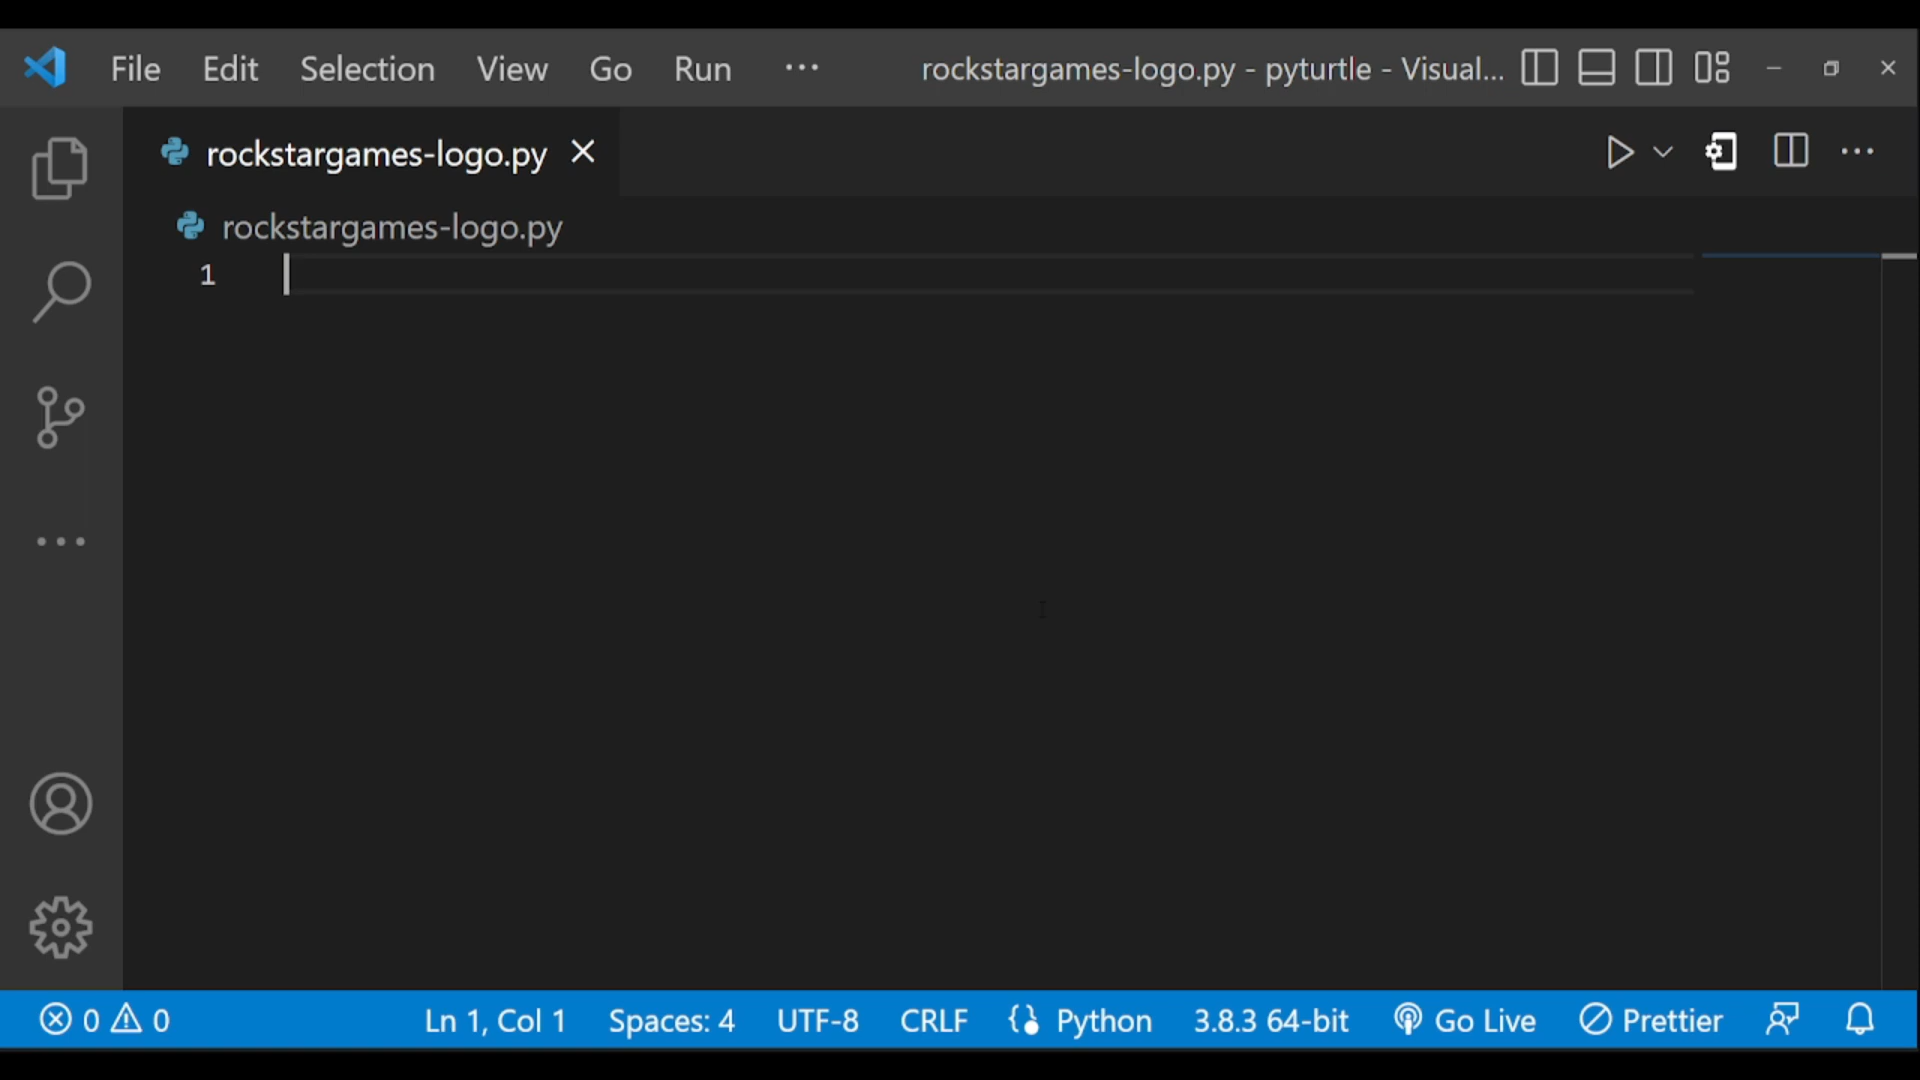 File Edit Selection View Go Run ··· rockstargames-logo.py - pyturtle - Visual...
rockstargames-logo.py
rockstargames-logo.py
1
0 0 Ln 1, Col 1 Spaces: 4 UTF-8 CRLF Python 3.8.3 64-bit Go Live Prettier